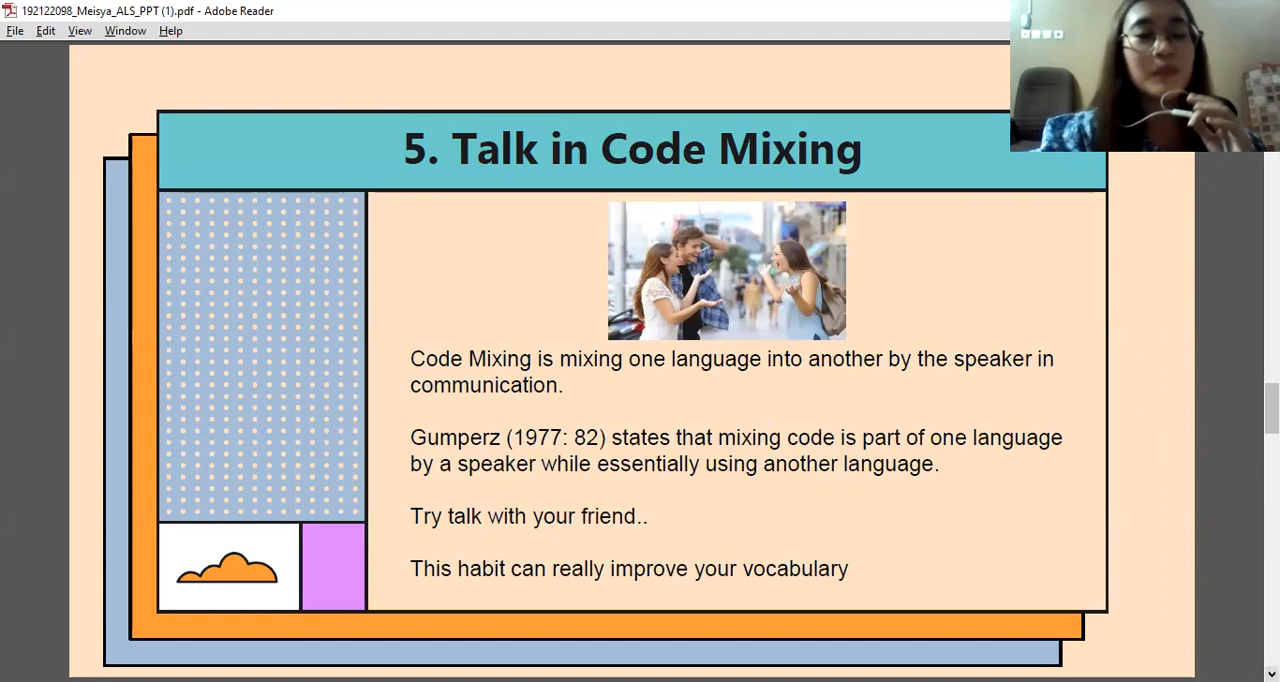 192122098_Meisya_ALS_PPT (1).pdf - Adobe Reader
File Edit View Window Help
5. Talk in Code Mixing
Code Mixing is mixing one language into another by the speaker in
communication.
Gumperz (1977: 82) states that mixing code is part of one language
by a speaker while essentially using another language.
Try talk with your friend..
This habit can really improve your vocabulary